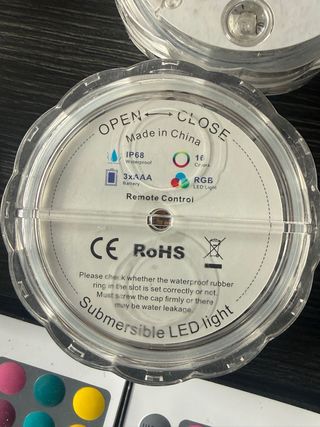 OPEN ←→ CLOSE
Made in China
IP68
Waterproof
16
Colors
3xAAA
Battery
RGB
LED Light
Remote Control
CE RoHS
Please check whether the waterproof rubber
ring in the slot is set correctly or not.
Must screw the cap firmly or there
may be water leakage.
Submersible LED light